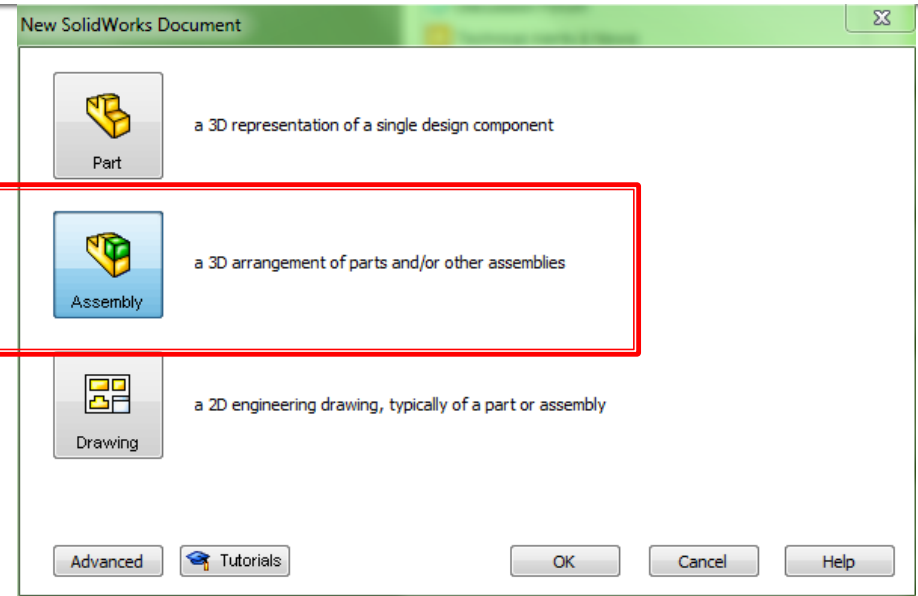 New SolidWorks Document
a 3D representation of a single design component
Part
a 3D arrangement of parts and/or other assemblies
Assembly
a 2D engineering drawing, typically of a part or assembly
Drawing
Advanced
Tutorials
OK
Cancel
Help